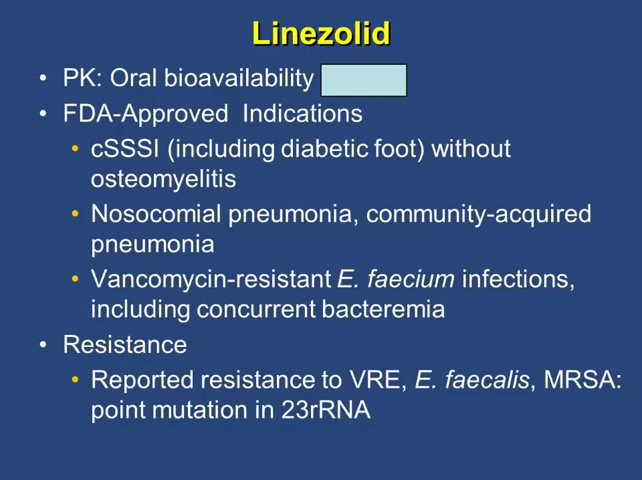 Linezolid
• PK: Oral bioavailability
• FDA-Approved Indications
• cSSSI (including diabetic foot) without
osteomyelitis
• Nosocomial pneumonia, community-acquired
pneumonia
• Vancomycin-resistant E. faecium infections,
including concurrent bacteremia
• Resistance
• Reported resistance to VRE, E. faecalis, MRSA:
point mutation in 23rRNA